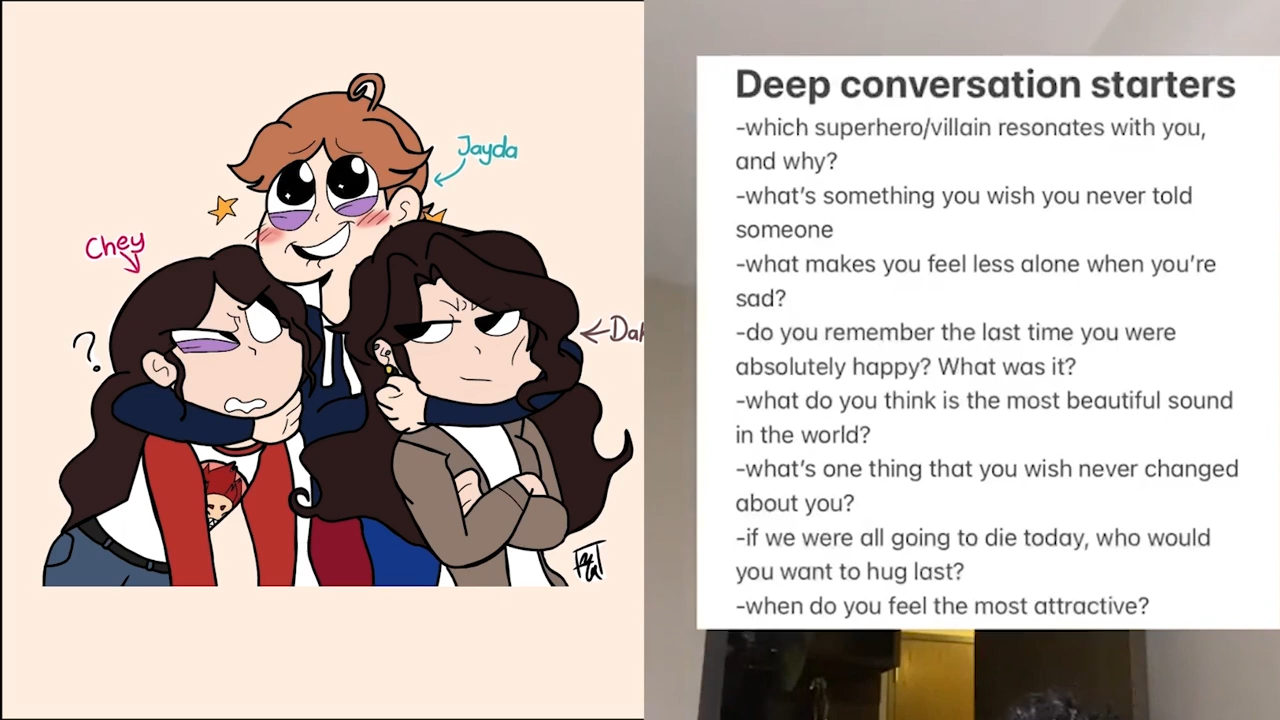 Jayda
Chey
?
Deep conversation starters
-which superhero/villain resonates with you,
and why?
-what's something you wish you never told
someone
-what makes you feel less alone when you're
sad?
-do you remember the last time you were
absolutely happy? What was it?
-what do you think is the most beautiful sound
in the world?
-what's one thing that you wish never changed
about you?
-if we were all going to die today, who would
you want to hug last?
-when do you feel the most attractive?